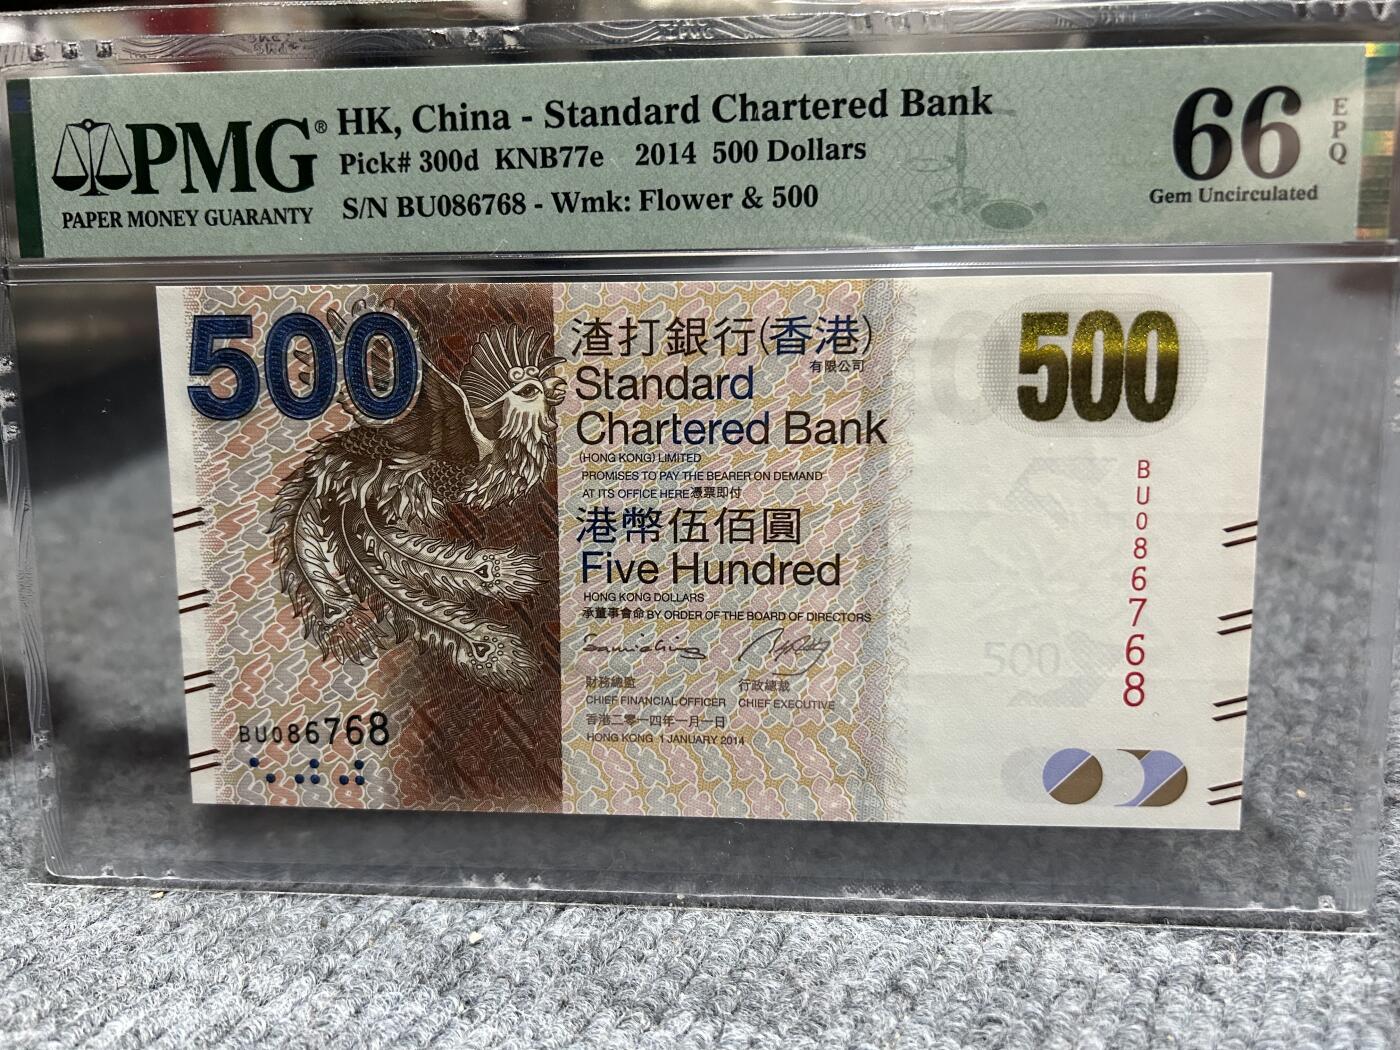 PMG®
PAPER MONEY GUARANTY
HK, China - Standard Chartered Bank
Pick# 300d KNB77e 2014 500 Dollars
S/N BU086768 - Wmk: Flower & 500
66
EPQ
Gem Uncirculated
500
渣打銀行(香港)
有限公司
Standard
Chartered Bank
(HONG KONG) LIMITED
PROMISES TO PAY THE BEARER ON DEMAND
AT ITS OFFICE HERE 憑票即付
港幣伍佰圓
Five Hundred
HONG KONG DOLLARS
承董事會命 BY ORDER OF THE BOARD OF DIRECTORS
財務總監 行政總裁
CHIEF FINANCIAL OFFICER CHIEF EXECUTIVE
香港二零一四年一月一日
HONG KONG 1 JANUARY 2014
BU086768
500
BU086768
500